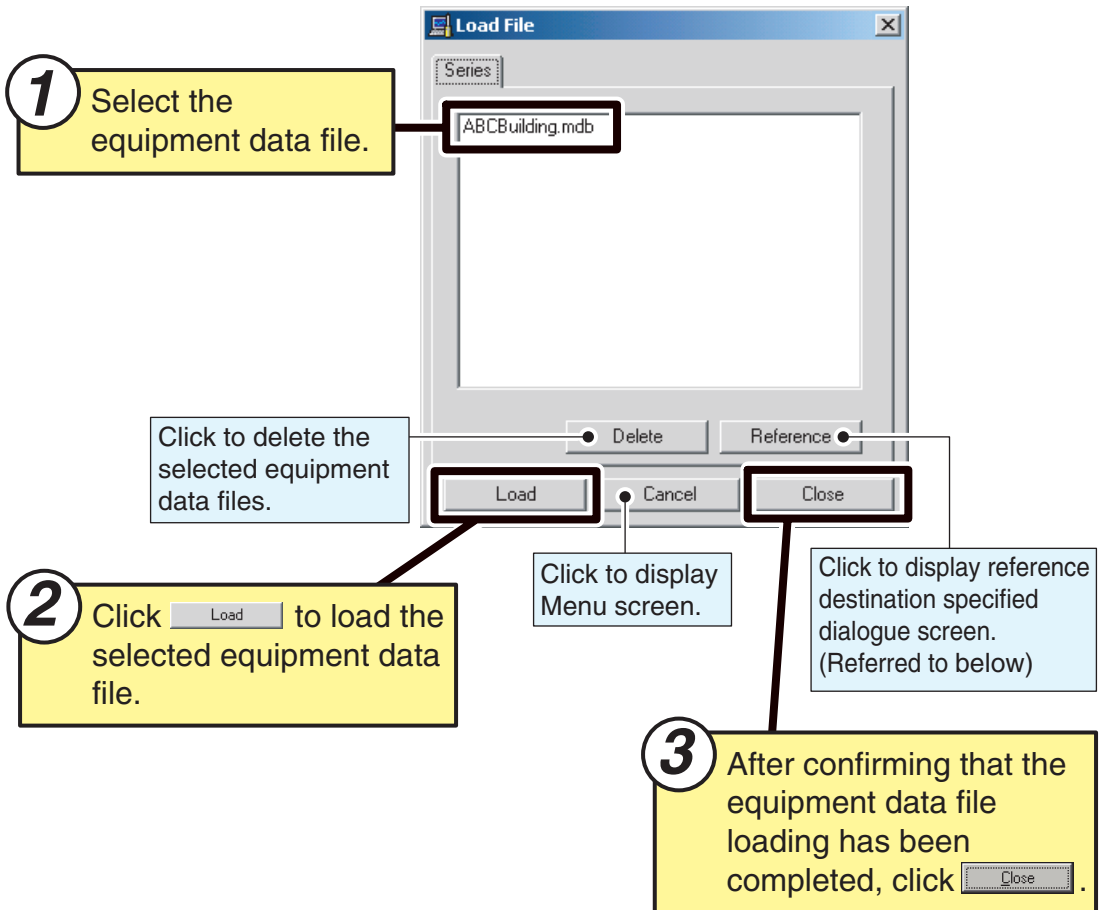 Load File
Series
1
Select the
equipment data file.
ABCBuilding.mdb
Click to delete the
selected equipment
data files.
Delete
Reference
Load
Cancel
Close
Click to display
Menu screen.
Click to display reference
destination specified
dialogue screen.
(Referred to below)
2
Click Load to load the
selected equipment data
file.
3
After confirming that the
equipment data file
loading has been
completed, click Close .